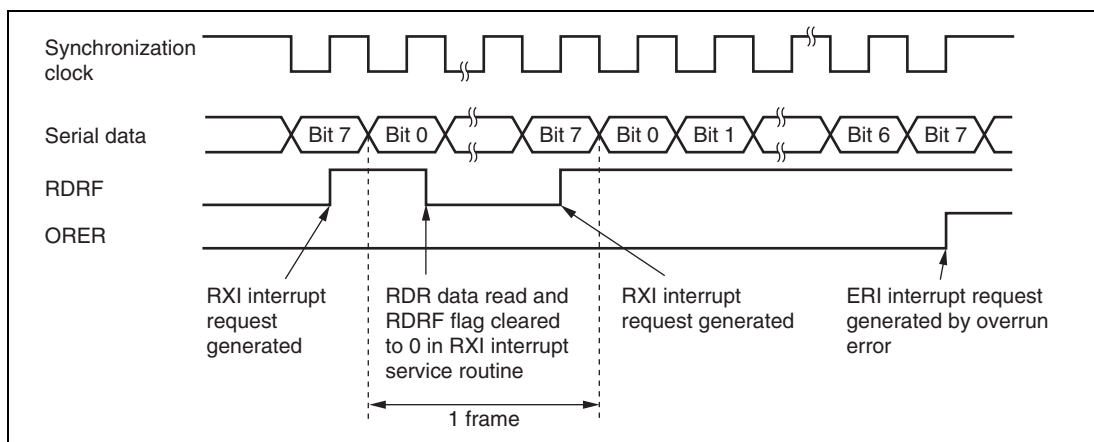 Synchronization
clock
Serial data
Bit 7
Bit 0
Bit 7
Bit 0
Bit 1
Bit 6
Bit 7
RDRF
ORER
RXI interrupt
request
generated
RDR data read and
RDRF flag cleared
to 0 in RXI interrupt
service routine
RXI interrupt
request generated
ERI interrupt request
generated by overrun
error
1 frame